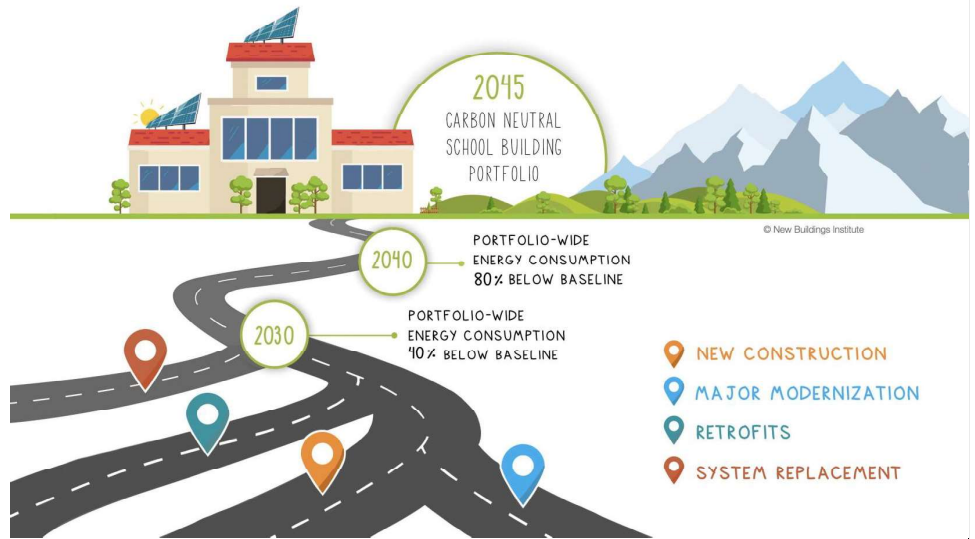 2045
CARBON NEUTRAL
SCHOOL BUILDING
PORTFOLIO
© New Buildings Institute
2040
PORTFOLIO-WIDE
ENERGY CONSUMPTION
80% BELOW BASELINE
2030
PORTFOLIO-WIDE
ENERGY CONSUMPTION
40% BELOW BASELINE
NEW CONSTRUCTION
MAJOR MODERNIZATION
RETROFITS
SYSTEM REPLACEMENT